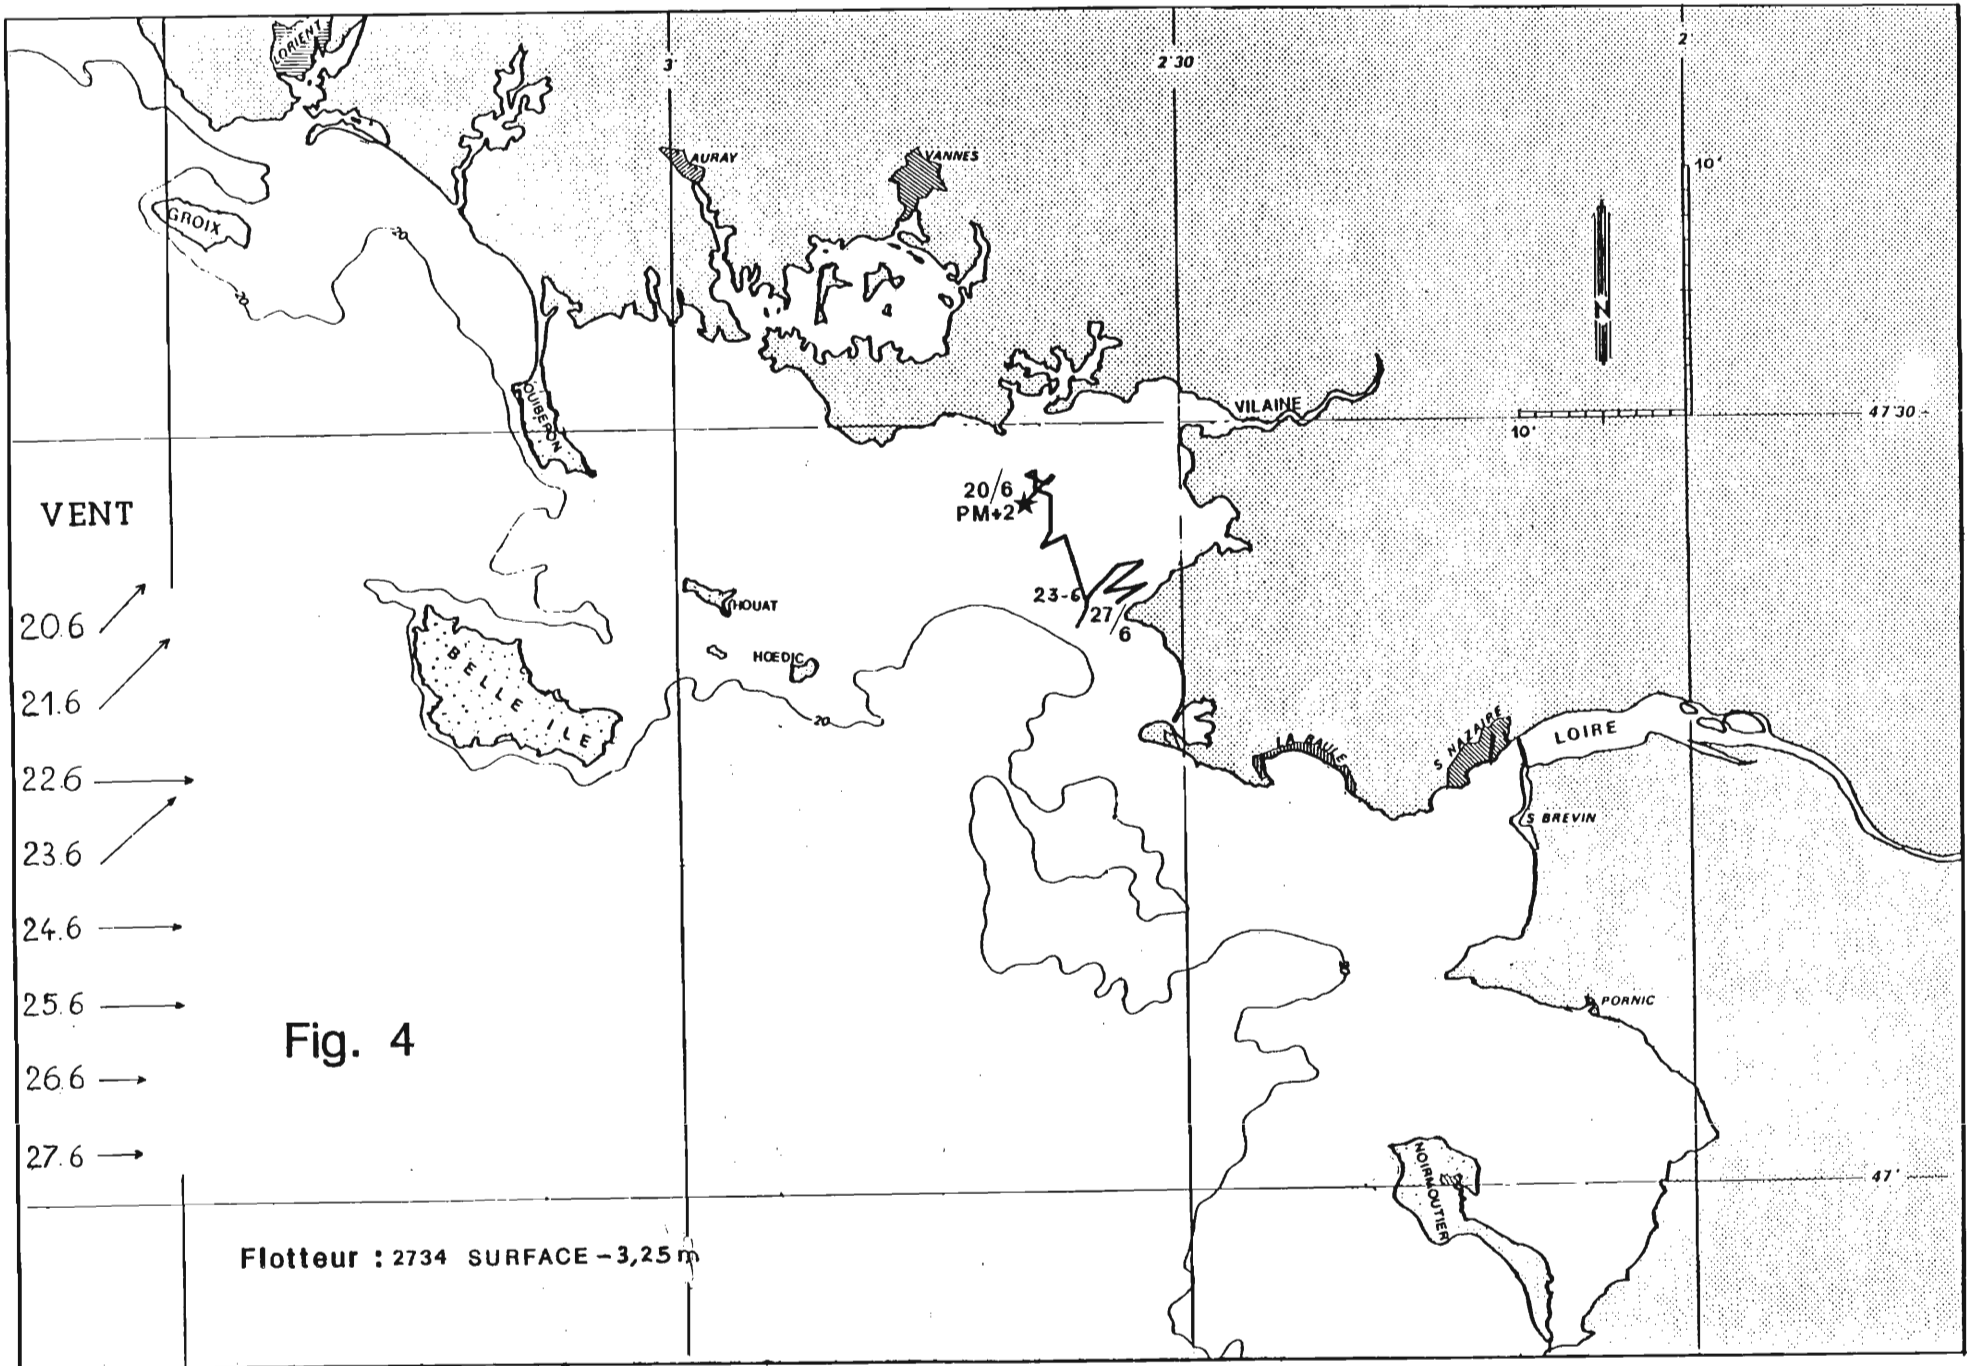 LORIENT
3°
2°30
2
AURAY
VANNES
10'
GROIX
20
20
QUIBERON
VILAINE
10'
47°30
VENT
20/6
PM+2
23-6
27/6
HOUAT
HŒDIC
20
BELLE ILE
20.6
21.6
22.6
23.6
24.6
25.6
26.6
27.6
LA BAULE
S NAZAIRE
LOIRE
S BREVIN
20
PORNIC
Fig. 4
NOIRMOUTIER
47°
Flotteur : 2734 SURFACE -3,25 m